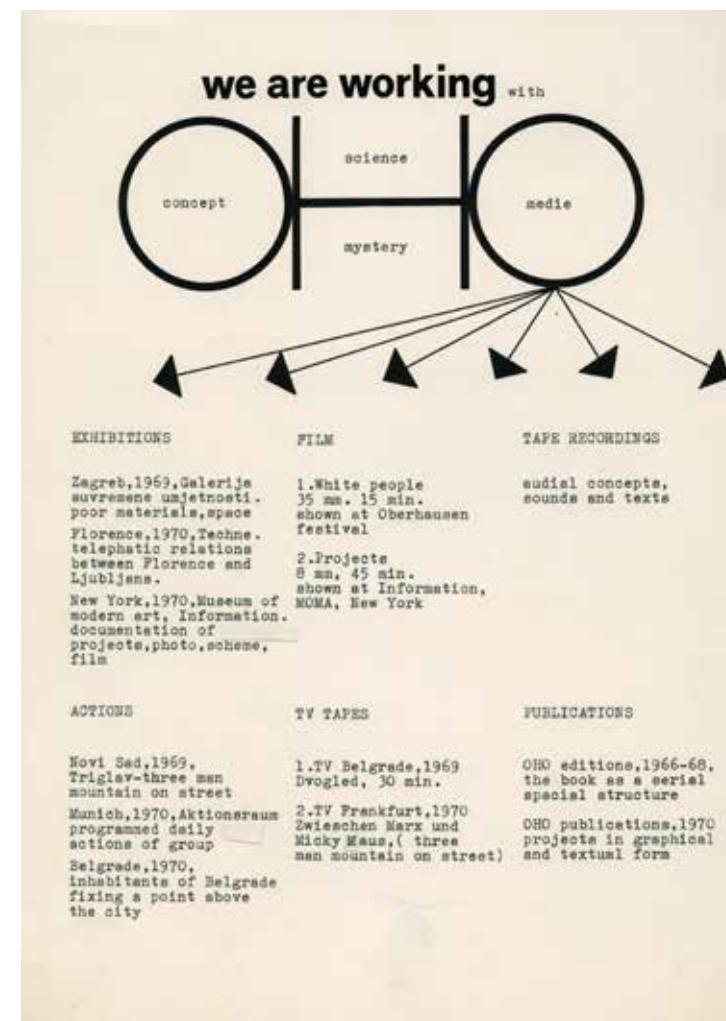 we are working with
science
concept
media
mystery
EXHIBITIONS
Zagreb,1969,Galerija
suvremene umjetnosti.
poor materials,space
Florence,1970,Techne.
telephatic relations
between Florence and
Ljubljana.
New York,1970,Museum of
modern art, Information.
documentation of
projects,photo,scheme,
film
FILM
1.White people
35 mm. 15 min.
shown at Oberhausen
festival
2.Projects
8 mm, 45 min.
shown at Information,
MOMA, New York
TAPE RECORDINGS
audial concepts,
sounds and texts
ACTIONS
Novi Sad,1969,
Triglav-three man
mountain on street
Munich,1970,Aktionsraum
programmed daily
actions of group
Belgrade,1970,
inhabitants of Belgrade
fixing a point above
the city
TV TAPES
1.TV Belgrade,1969
Dvogled, 30 min.
2.TV Frankfurt,1970
Zwieschen Marx und
Micky Maus,( three
man mountain on street)
PUBLICATIONS
OHO editions,1966-68,
the book as a serial
spacial structure
OHO publications,1970
projects in graphical
and textual form